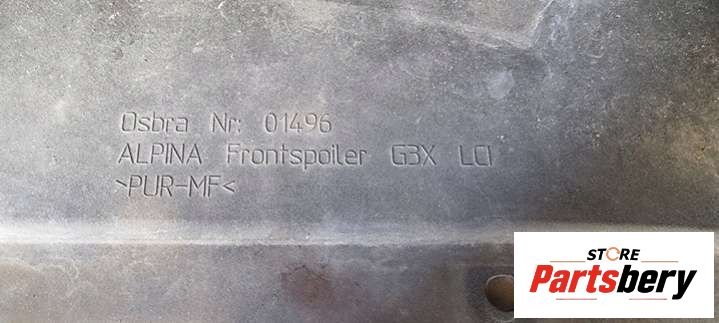 Osbra Nr: 01496
ALPINA Frontspoiler G3X LCI
>PUR-MF<
STORE
Partsbery